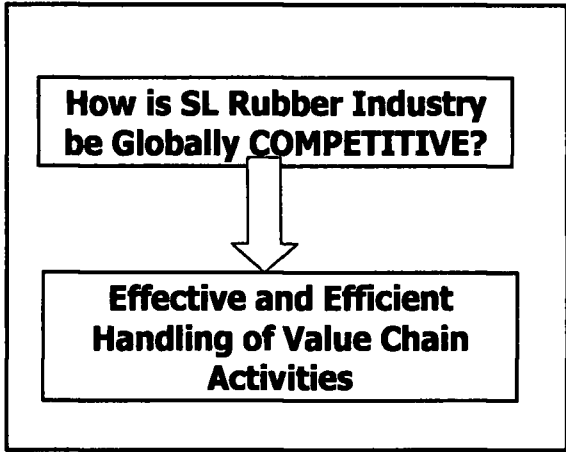 How is SL Rubber Industry
be Globally COMPETITIVE?
Effective and Efficient
Handling of Value Chain
Activities